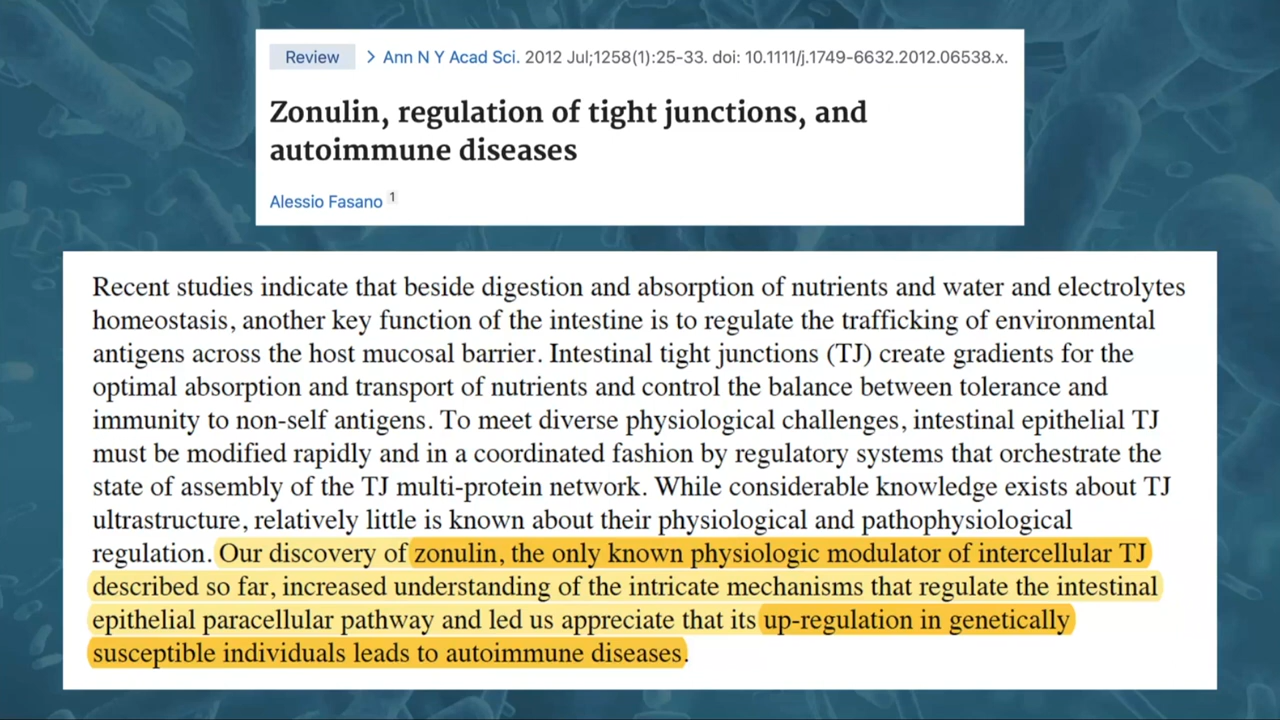 Review > Ann N Y Acad Sci. 2012 Jul;1258(1):25-33. doi: 10.1111/j.1749-6632.2012.06538.x.
Zonulin, regulation of tight junctions, and
autoimmune diseases
Alessio Fasano 1
Recent studies indicate that beside digestion and absorption of nutrients and water and electrolytes
homeostasis, another key function of the intestine is to regulate the trafficking of environmental
antigens across the host mucosal barrier. Intestinal tight junctions (TJ) create gradients for the
optimal absorption and transport of nutrients and control the balance between tolerance and
immunity to non-self antigens. To meet diverse physiological challenges, intestinal epithelial TJ
must be modified rapidly and in a coordinated fashion by regulatory systems that orchestrate the
state of assembly of the TJ multi-protein network. While considerable knowledge exists about TJ
ultrastructure, relatively little is known about their physiological and pathophysiological
regulation. Our discovery of zonulin, the only known physiologic modulator of intercellular TJ
described so far, increased understanding of the intricate mechanisms that regulate the intestinal
epithelial paracellular pathway and led us appreciate that its up-regulation in genetically
susceptible individuals leads to autoimmune diseases.